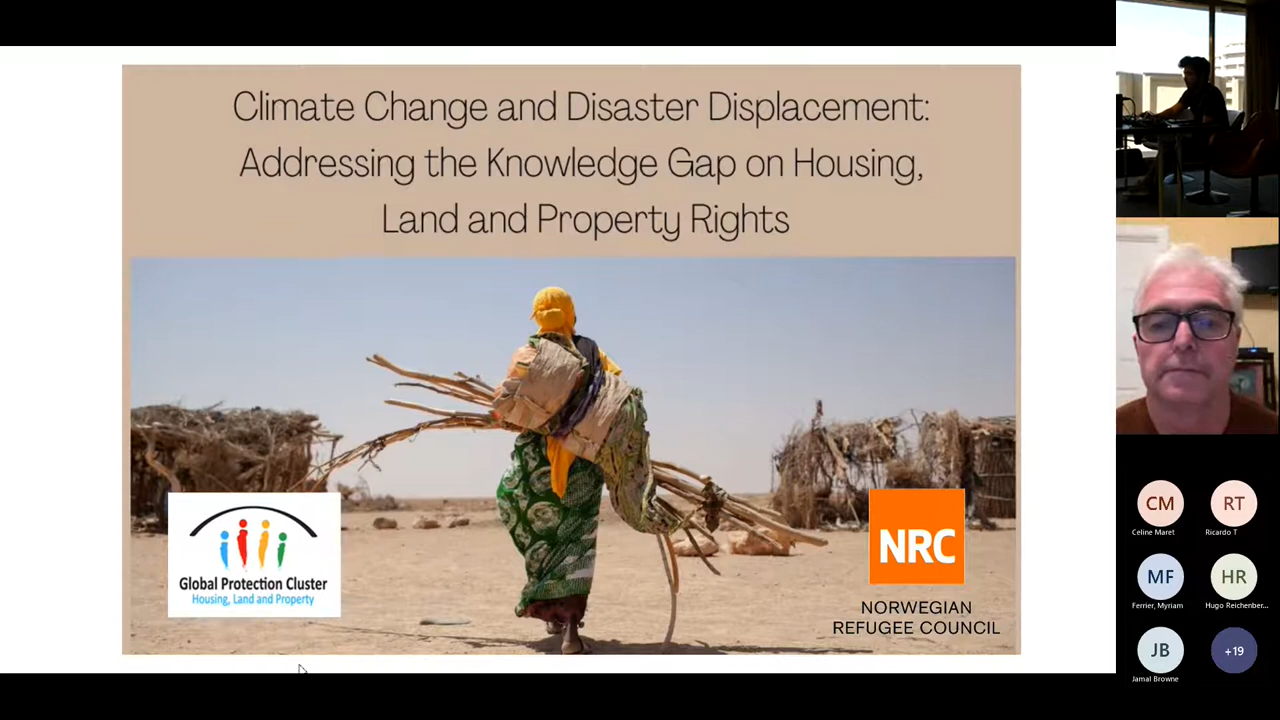 Climate Change and Disaster Displacement:
Addressing the Knowledge Gap on Housing,
Land and Property Rights
Global Protection Cluster
Housing, Land and Property
NRC
NORWEGIAN
REFUGEE COUNCIL
CM
RT
Celine Maret
Ricardo T
MF
HR
Ferrier, Myriam
Hugo Reichenber...
JB
+19
Jamal Browne